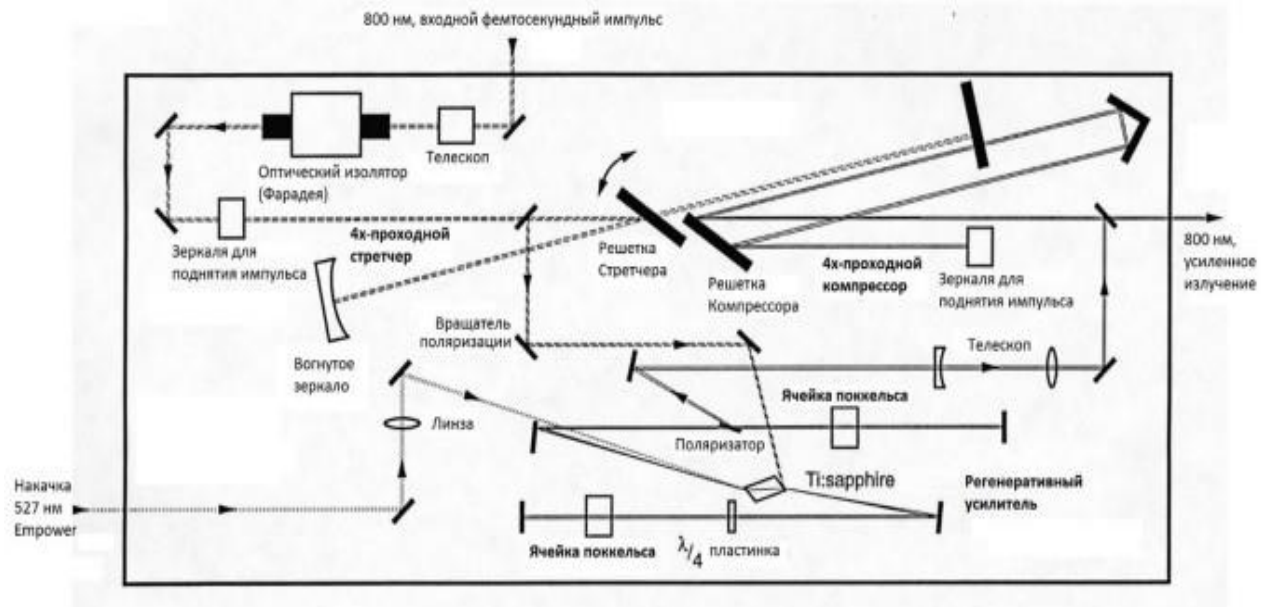 800 нм, входной фемтосекундный импульс
Оптический изолятор
(Фарадея)
Телескоп
Зеркаля для
поднятия импульса
4х-проходной
стретчер
Решетка
Стретчера
Решетка
Компрессора
4х-проходной
компрессор
Зеркаля для
поднятия импульса
800 нм,
усиленное
излучение
Вогнутое
зеркало
Вращатель
поляризации
Телескоп
Линза
Ячейка поккельса
Поляризатор
Ti:sapphire
Регенеративный
усилитель
Накачка
527 нм
Empower
Ячейка поккельса
λ/4 пластинка